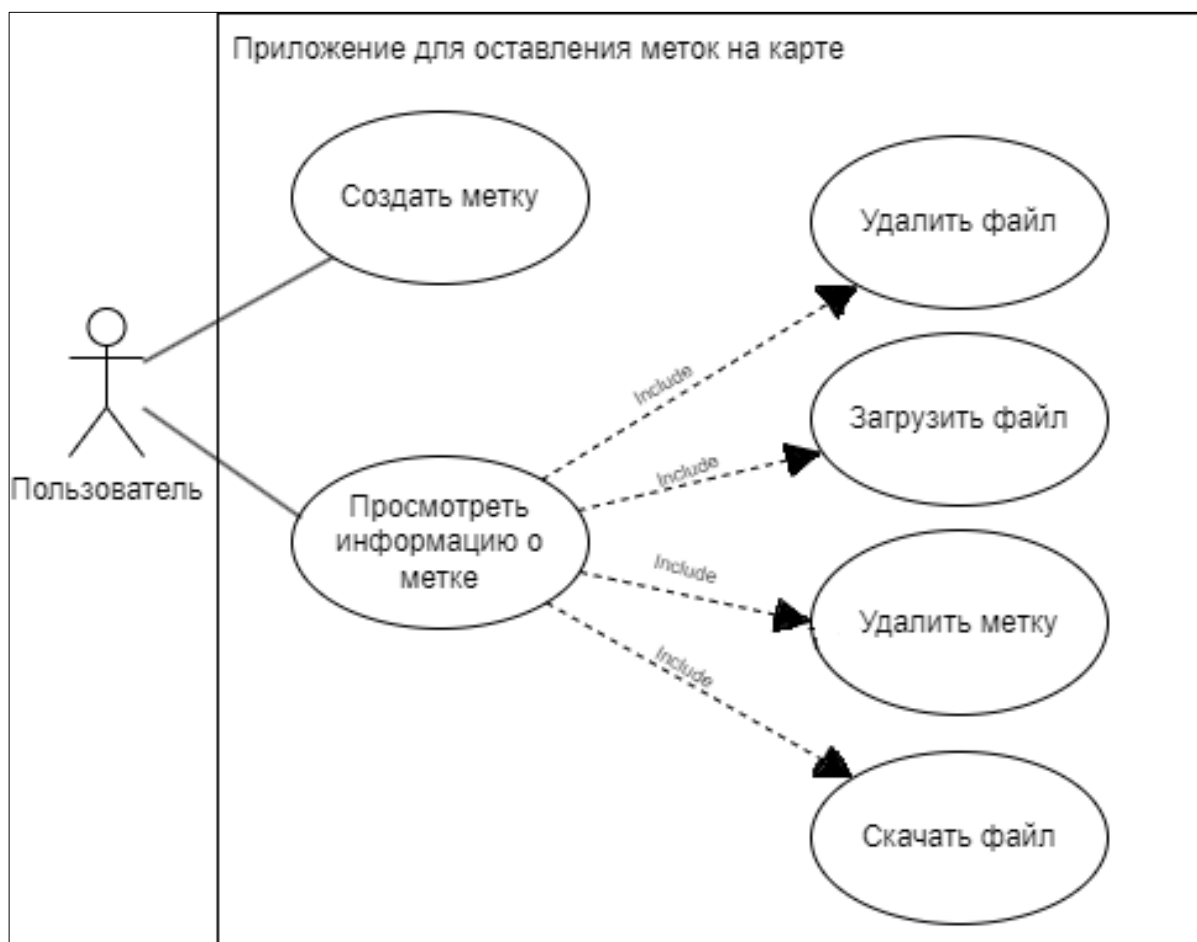 Приложение для оставления меток на карте
Создать метку
Удалить файл
Include
Загрузить файл
Include
Пользователь
Просмотреть
информацию о
метке
Include
Удалить метку
Include
Скачать файл